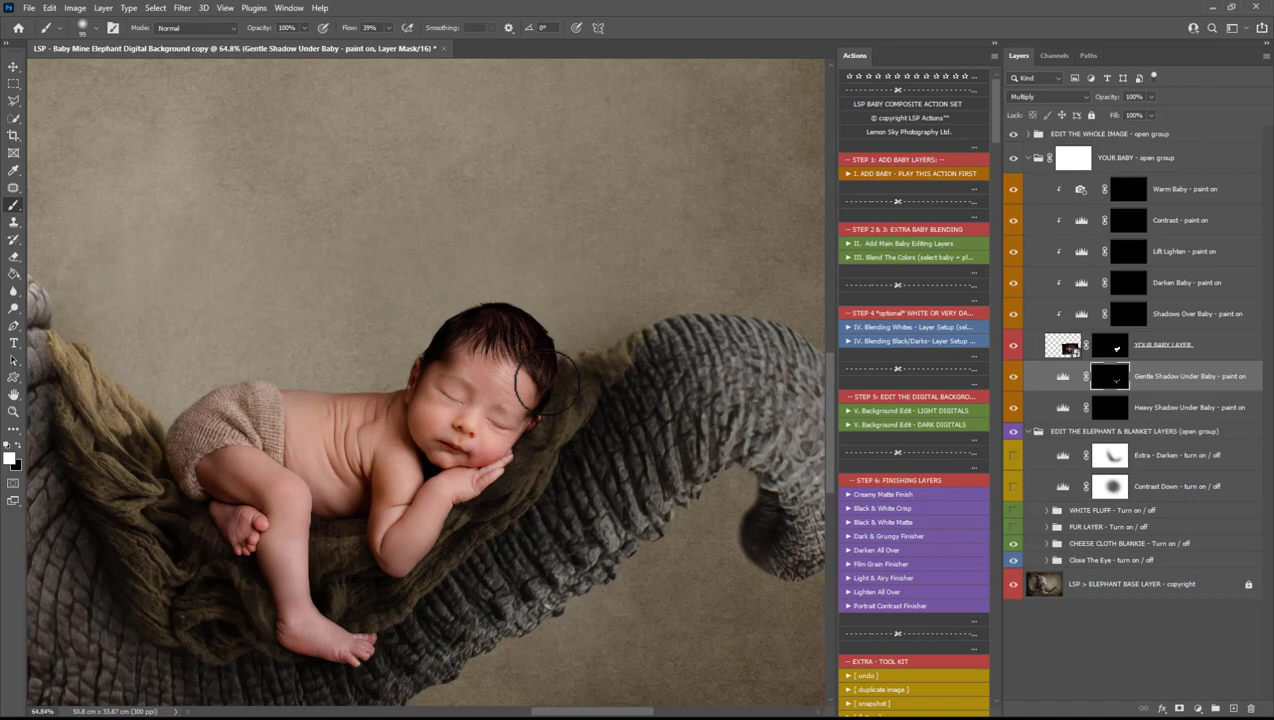 File Edit Image Layer Type Select Filter 3D View Plugins Window Help
99 Mode: Normal Opacity: 100% Flow: 39% Smoothing: 0°
LSP - Baby Mine Elephant Digital Background copy @ 64.8% (Gentle Shadow Under Baby - paint on, Layer Mask/16) *
Actions
LSP BABY COMPOSITE ACTION SET
© copyright LSP Actions™
Lemon Sky Photography Ltd.
...
-- STEP 1: ADD BABY LAYERS: --
I. ADD BABY - PLAY THIS ACTION FIRST
...
-- STEP 2 & 3: EXTRA BABY BLENDING
II. Add Main Baby Editing Layers
III. Blend The Colors (select baby + pl...
...
-- STEP 4 *optional* WHITE OR VERY DA...
IV. Blending Whites - Layer Setup (sel...
IV. Blending Black/Darks- Layer Setup ...
...
-- STEP 5: EDIT THE DIGITAL BACKGRO...
V. Background Edit - LIGHT DIGITALS
V. Background Edit - DARK DIGITALS
...
-- STEP 6: FINISHING LAYERS
Creamy Matte Finish
Black & White Crisp
Black & White Matte
Dark & Grungy Finisher
Darken All Over
Film Grain Finisher
Light & Airy Finisher
Lighten All Over
Portrait Contrast Finisher
...
-- EXTRA - TOOL KIT
[ undo ]
[ duplicate image ]
[ snapshot ]
Layers Channels Paths
Kind
Multiply Opacity: 100%
Lock: Fill: 100%
EDIT THE WHOLE IMAGE - open group
YOUR BABY - open group
Warm Baby - paint on
Contrast - paint on
Lift Lighten - paint on
Darken Baby - paint on
Shadows Over Baby - paint on
YOUR BABY LAYER
Gentle Shadow Under Baby - paint on
Heavy Shadow Under Baby - paint on
EDIT THE ELEPHANT & BLANKET LAYERS (open group)
Extra - Darken - turn on / off
Contrast Down - turn on / off
WHITE FLUFF - Turn on / off
FUR LAYER - Turn on / off
CHEESE CLOTH BLANKIE - Turn on / off
Close The Eye - turn on / off
LSP > ELEPHANT BASE LAYER - copyright
64.84% 50.8 cm x 33.87 cm (300 ppi)